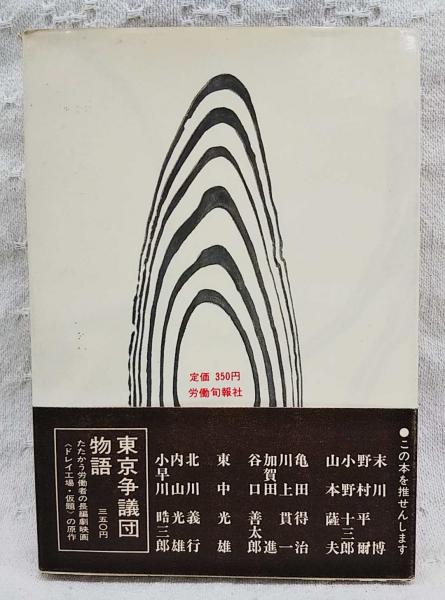 定価 350円
労働旬報社
●この本を推せんします
末川 博
野村平爾
小野十三郎
山本薩夫
亀田得治
川上貫一
加賀田進
谷口善太郎
東中光雄
北川義行
内山光雄
小早川晧三郎
東京争議団
物語 三五〇円
たたかう労働者の長編劇映画
〈ドレイ工場・仮題〉の原作